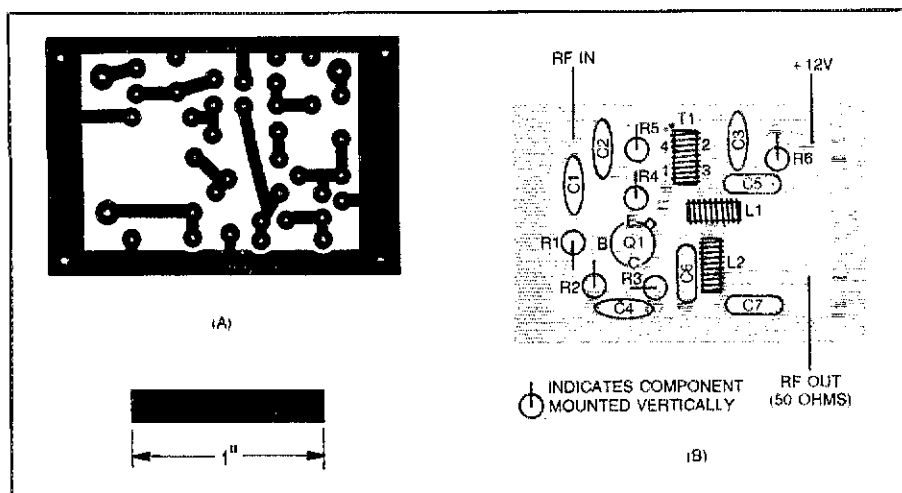 (A)
1"
RF IN
+12V
R5
T1
C2
4
2
C3
R6
C1
R4
1
3
C5
L1
E
R1
B
Q1
C
L2
R2
R3
C6
C4
C7
INDICATES COMPONENT
MOUNTED VERTICALLY
RF OUT
(50 OHMS)
(B)